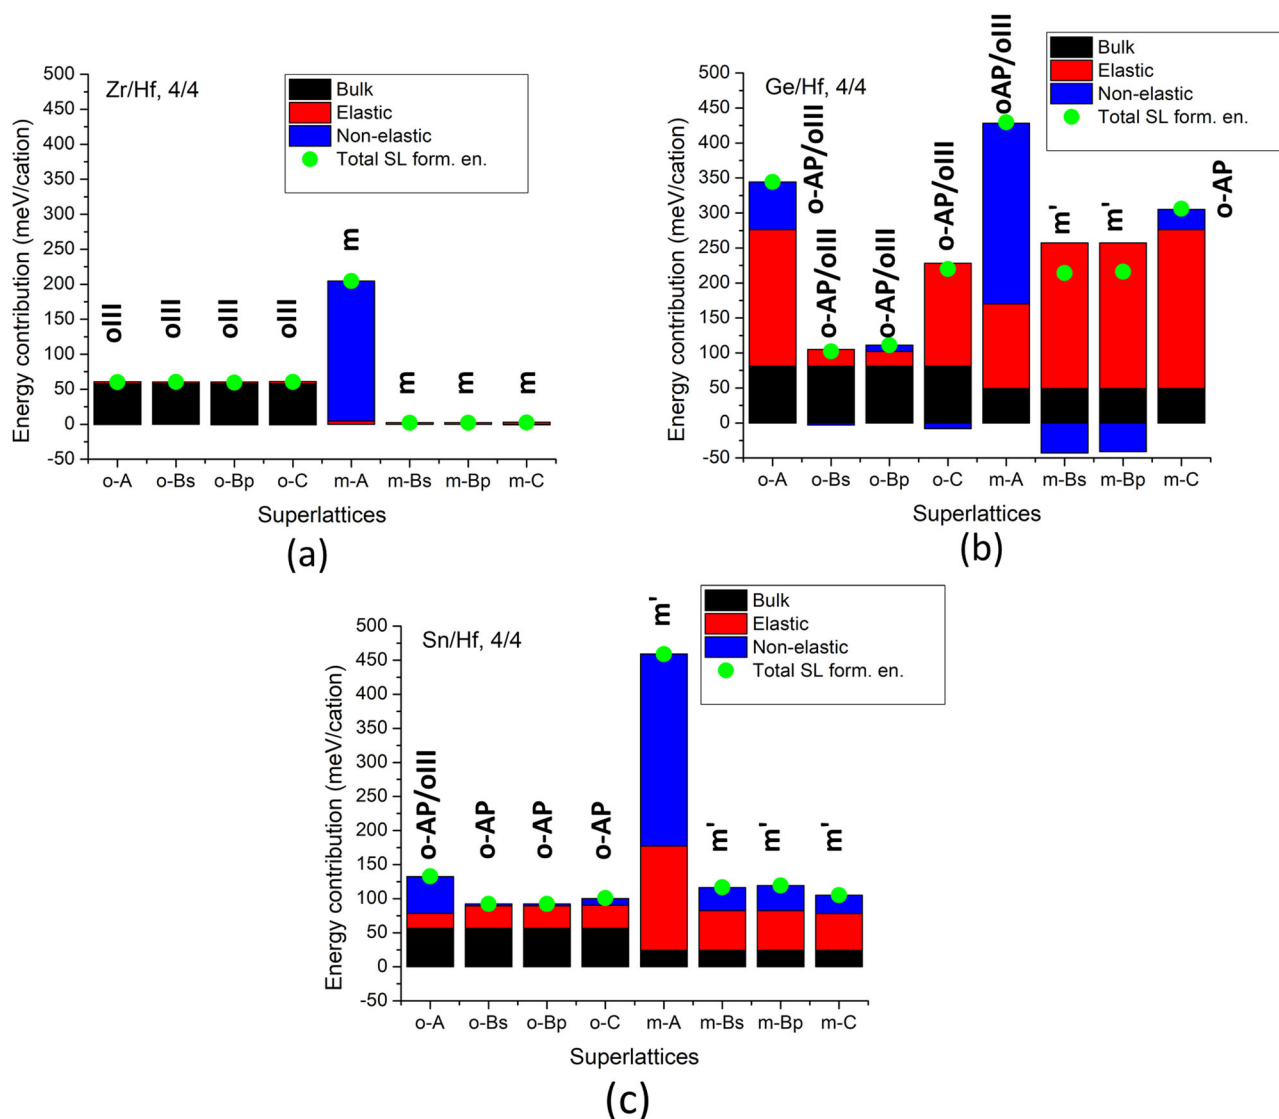 Zr/Hf, 4/4
Bulk
Elastic
Non-elastic
Total SL form. en.
Energy contribution (meV/cation)
500
450
400
350
300
250
200
150
100
50
0
-50
oIII
oIII
oIII
oIII
m
m
m
m
o-A
o-Bs
o-Bp
o-C
m-A
m-Bs
m-Bp
m-C
Superlattices
(a)
Ge/Hf, 4/4
Bulk
Elastic
Non-elastic
Total SL form. en.
Energy contribution (meV/cation)
500
450
400
350
300
250
200
150
100
50
0
-50
o-AP/oIII
o-AP/oIII
o-AP/oIII
o-AP/oIII
oAP/oIII
m'
m'
o-AP
o-A
o-Bs
o-Bp
o-C
m-A
m-Bs
m-Bp
m-C
Superlattices
(b)
Sn/Hf, 4/4
Bulk
Elastic
Non-elastic
Total SL form. en.
Energy contribution (meV/cation)
500
450
400
350
300
250
200
150
100
50
0
-50
o-AP/oIII
o-AP
o-AP
o-AP
m'
m'
m'
m'
o-A
o-Bs
o-Bp
o-C
m-A
m-Bs
m-Bp
m-C
Superlattices
(c)